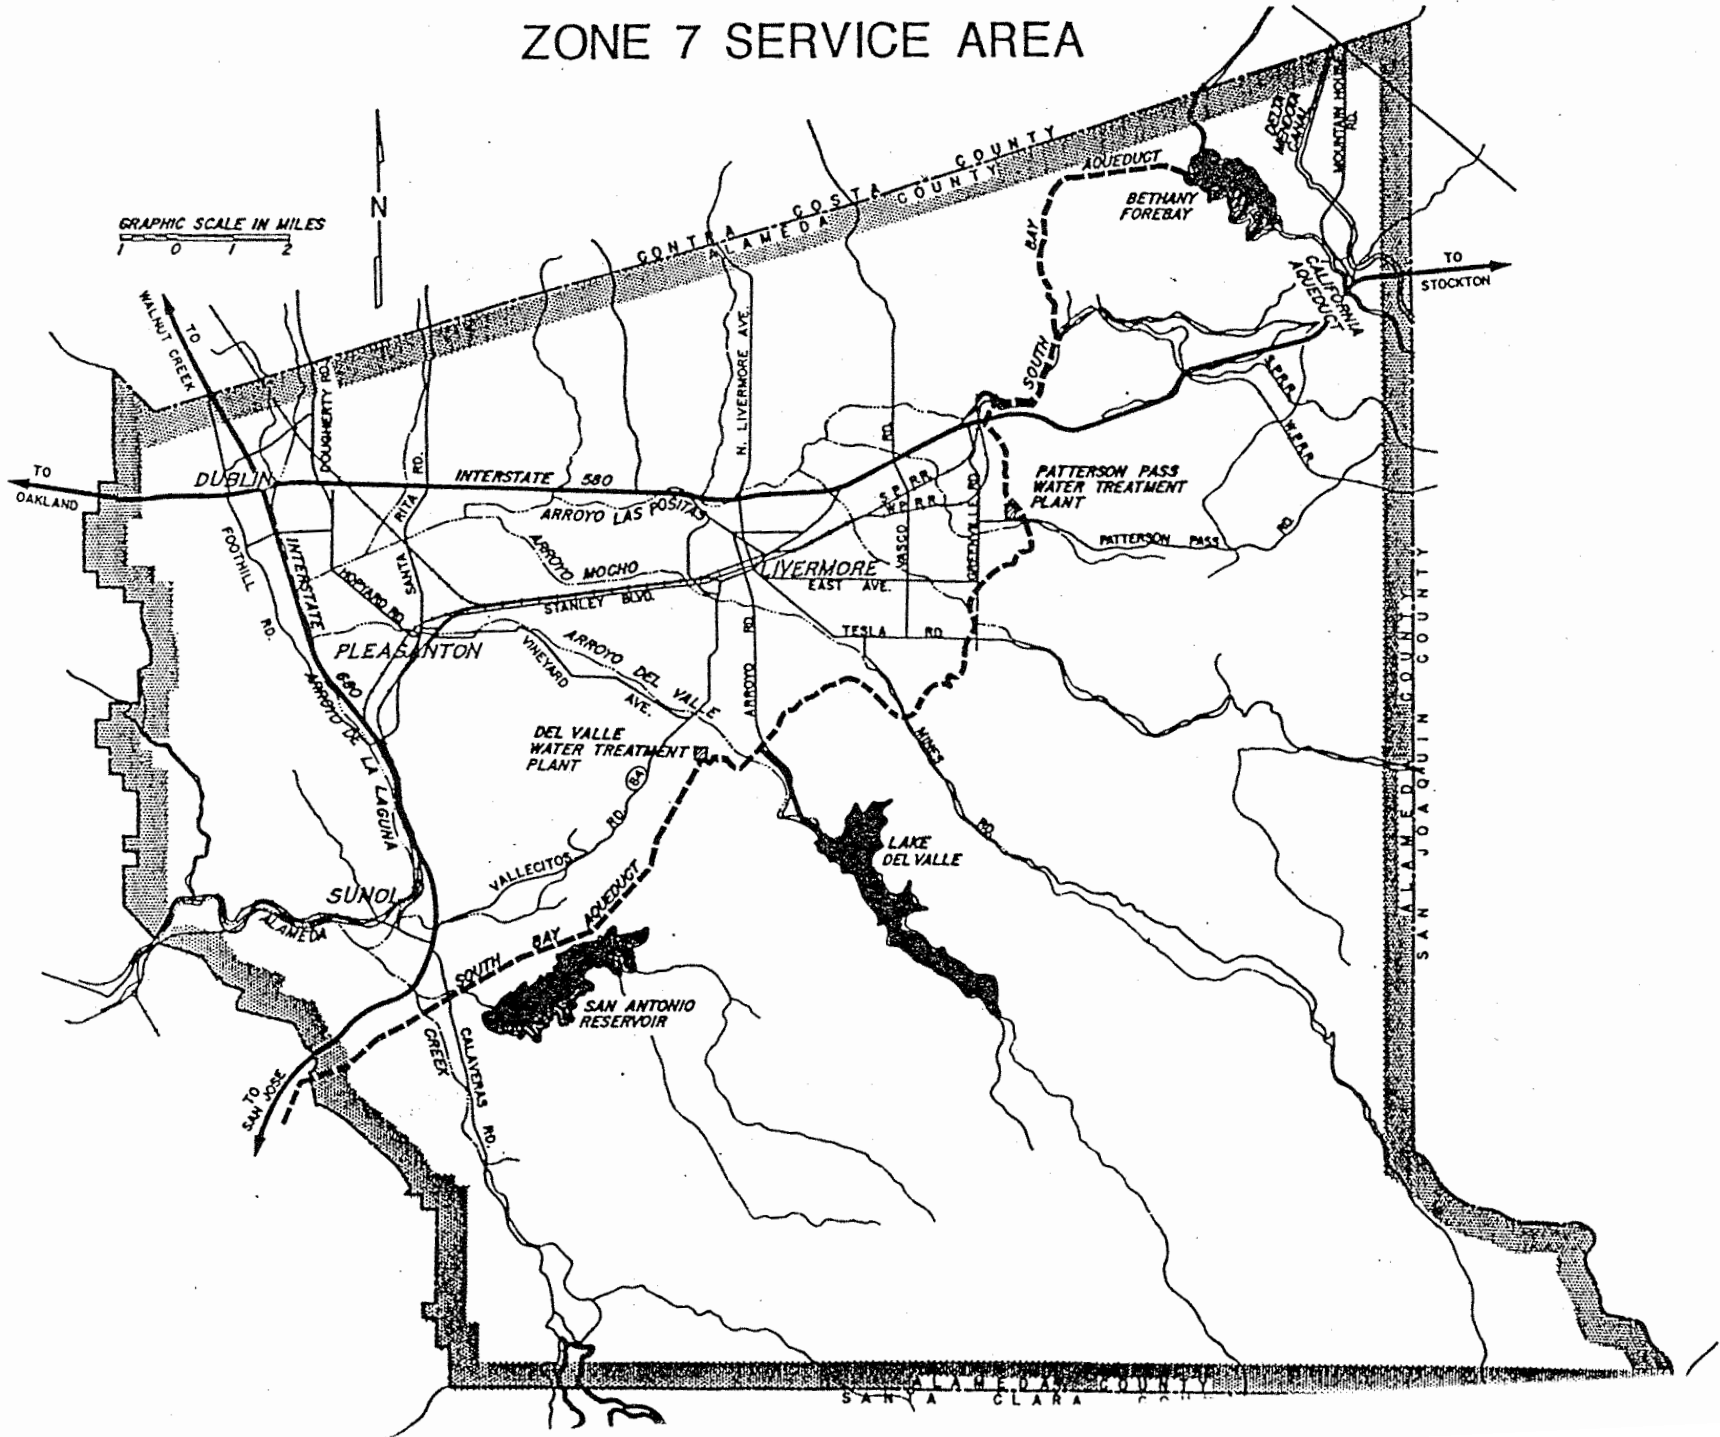 ZONE 7 SERVICE AREA
GRAPHIC SCALE IN MILES
1 0 1 2
N
CONTRA COSTA COUNTY
ALAMEDA COUNTY
DELTA
MENDOTA
CANAL
MOUNTAIN HOUSE
RD.
AQUEDUCT
BAY
SOUTH
BETHANY
FOREBAY
TO
STOCKTON
CALIFORNIA
AQUEDUCT
TO
WALNUT CREEK
DOUGHERTY RD.
N. LIVERMORE AVE.
S.P.R.R.
W.P.R.R.
TO
OAKLAND
DUBLIN
INTERSTATE 580
SANTA
RITA
RD.
ARROYO LAS POSITAS
S.P. R.R.
W.P. R.R.
VASCO
RD.
GREENVILLE RD.
PATTERSON PASS
WATER TREATMENT
PLANT
PATTERSON PASS
RD.
FOOTHILL
RD.
INTERSTATE
680
HOPYARD RD.
ARROYO
MOCHO
LIVERMORE
EAST AVE.
STANLEY BLVD.
TESLA RD.
PLEASANTON
VINEYARD
AVE.
ARROYO DEL VALLE
ARROYO RD.
ARROYO DE LA LAGUNA
DEL VALLE
WATER TREATMENT
PLANT
84
MINES
RD.
LAKE
DEL VALLE
VALLECITOS
RD.
SUNOL
ALAMEDA
CREEK
SOUTH
BAY
AQUEDUCT
SAN ANTONIO
RESERVOIR
CALAVERAS RD.
TO
SAN JOSE
ALAMEDA COUNTY
SAN JOAQUIN COUNTY
ALAMEDA COUNTY
SANTA CLARA